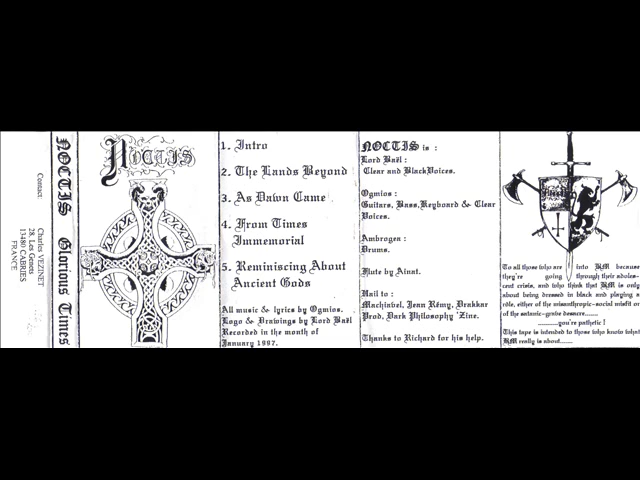 Contact
Charles VEZINET
28, Les Genets
13480 CABRIES
FRANCE
NOCTIS Glorious Times
NOCTIS
1. Intro
2. The Lands Beyond
3. As Dawn Came
4. From Times
Immemorial
5. Reminiscing About
Ancient Gods
All music & lyrics by Ogmios.
Logo & Drawings by Lord Baël
Recorded in the month of
January 1997.
NOCTIS is :
Lord Baël :
Clear and BlackVoices.
Ogmios :
Guitars, Bass,Keyboard & Clear
Voices.
Ambrogen :
Drums.
Flute by Ainat.
Hail to :
Machiavel, Jean Rémy, Drakkar
Prod, Dark Philosophy 'Zine.
Thanks to Richard for his help.
To all those who are into BM because
they're going through their adoles-
cent crisis, and who think that BM is only
about being dressed in black and playing a
rôle, either of the misanthropic-social misfit or
of the satanic-grave desacre.......
..........you're pathetic !
This tape is intended to those who know what
BM really is about......